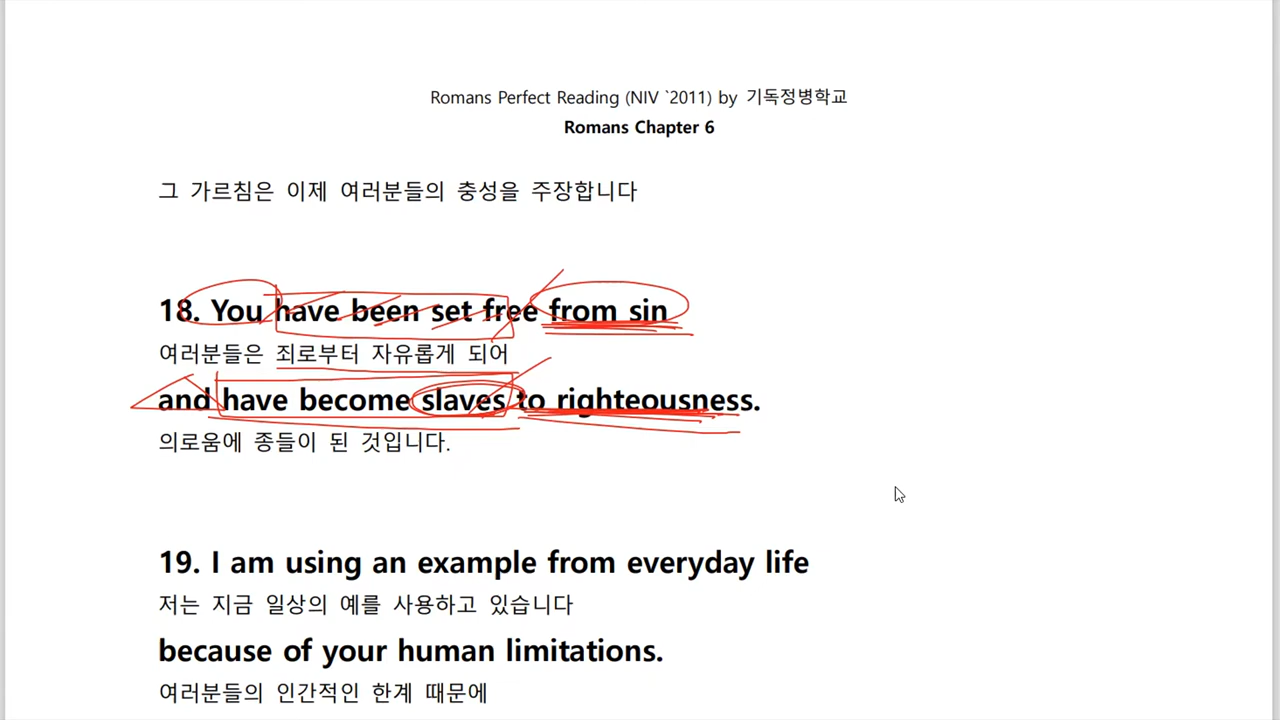 Romans Perfect Reading (NIV `2011) by 기독정병학교
Romans Chapter 6
그 가르침은 이제 여러분들의 충성을 주장합니다
18. You have been set free from sin
여러분들은 죄로부터 자유롭게 되어
and have become slaves to righteousness.
의로움에 종들이 된 것입니다.
19. I am using an example from everyday life
저는 지금 일상의 예를 사용하고 있습니다
because of your human limitations.
여러분들의 인간적인 한계 때문에